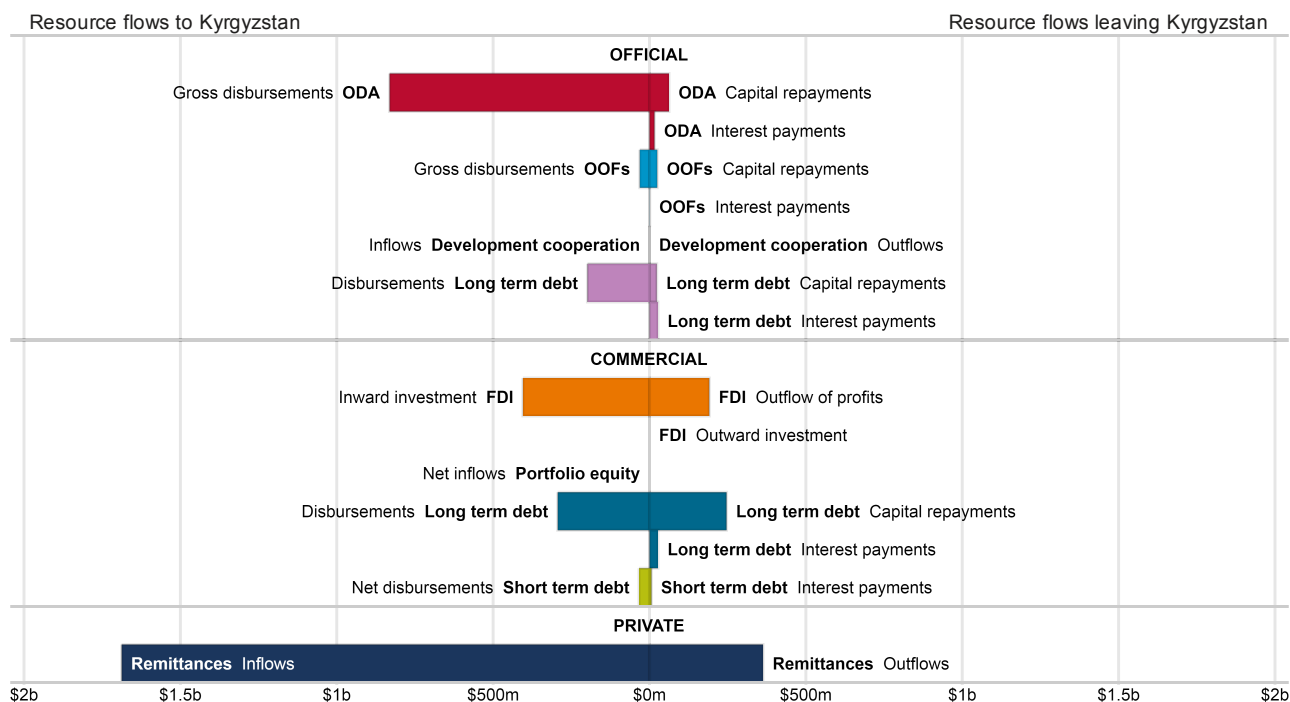 Resource flows to Kyrgyzstan Resource flows leaving Kyrgyzstan
OFFICIAL
Gross disbursements ODA ODA Capital repayments
ODA Interest payments
Gross disbursements OOFs OOFs Capital repayments
OOFs Interest payments
Inflows Development cooperation Development cooperation Outflows
Disbursements Long term debt Long term debt Capital repayments
Long term debt Interest payments
COMMERCIAL
Inward investment FDI FDI Outflow of profits
FDI Outward investment
Net inflows Portfolio equity
Disbursements Long term debt Long term debt Capital repayments
Long term debt Interest payments
Net disbursements Short term debt Short term debt Interest payments
PRIVATE
Remittances Inflows Remittances Outflows
$2b $1.5b $1b $500m $0m $500m $1b $1.5b $2b